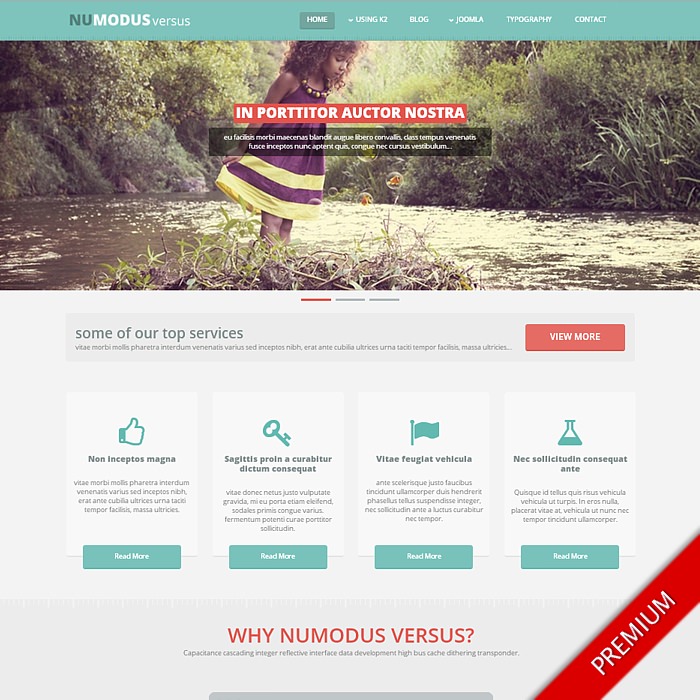 NUMODUS versus
HOME
USING K2
BLOG
JOOMLA
TYPOGRAPHY
CONTACT
IN PORTTITOR AUCTOR NOSTRA
eu facilisis morbi maecenas blandit augue libero convallis, class tempus venenatis
fusce inceptos nunc aptent quis, congue nec cursus vestibulum...
some of our top services
vitae morbi mollis pharetra interdum venenatis varius sed inceptos nibh, erat ante cubilia ultrices urna taciti tempor facilisis, massa ultricies...
VIEW MORE
Non inceptos magna
vitae morbi mollis pharetra interdum
venenatis varius sed inceptos nibh,
erat ante cubilia ultrices urna taciti
tempor facilisis, massa ultricies.
Read More
Sagittis proin a curabitur
dictum consequat
vitae donec netus justo vulputate
gravida, mi eu porta etiam eleifend,
sodales primis congue varius.
fermentum potenti curae porttitor
sollicitudin.
Read More
Vitae feugiat vehicula
ante scelerisque justo faucibus
tincidunt ullamcorper duis hendrerit
phasellus tellus suspendisse integer,
nec sollicitudin ante a luctus curabitur
nec tempor.
Read More
Nec sollicitudin consequat
ante
Quisque id tellus quis risus vehicula
vehicula ut turpis. In eros nulla,
placerat vitae at, vehicula ut nunc nec
tempor tincidunt ullamcorper.
Read More
WHY NUMODUS VERSUS?
Capacitance cascading integer reflective interface data development high bus cache dithering transponder.
PREMIUM